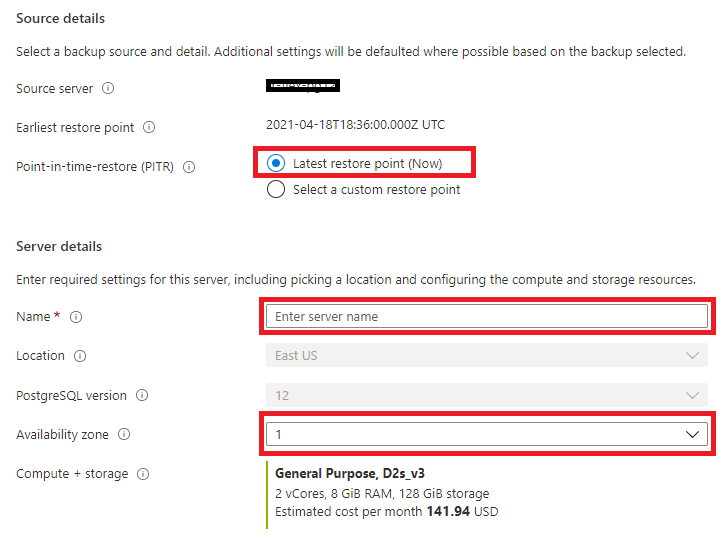 Source details
Select a backup source and detail. Additional settings will be defaulted where possible based on the backup selected.
Source server
Earliest restore point 2021-04-18T18:36:00.000Z UTC
Point-in-time-restore (PITR) Latest restore point (Now)
Select a custom restore point
Server details
Enter required settings for this server, including picking a location and configuring the compute and storage resources.
Name * Enter server name
Location East US
PostgreSQL version 12
Availability zone 1
Compute + storage General Purpose, D2s_v3
2 vCores, 8 GiB RAM, 128 GiB storage
Estimated cost per month 141.94 USD